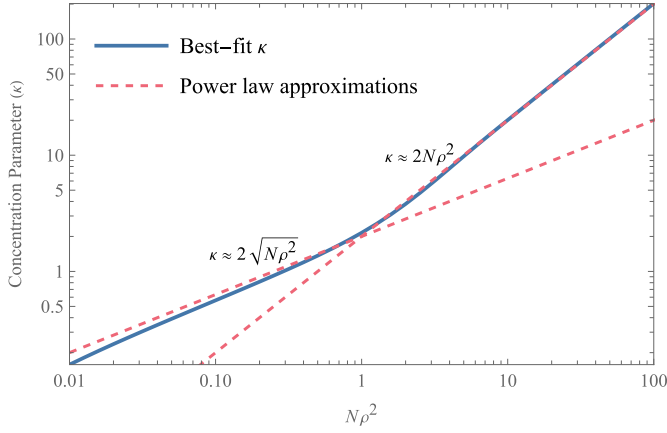 100
50
10
5
1
0.5
Concentration Parameter (κ)
Best-fit κ
Power law approximations
κ ≈ 2Nρ²
κ ≈ 2√Nρ²
0.01
0.10
1
10
100
Nρ²